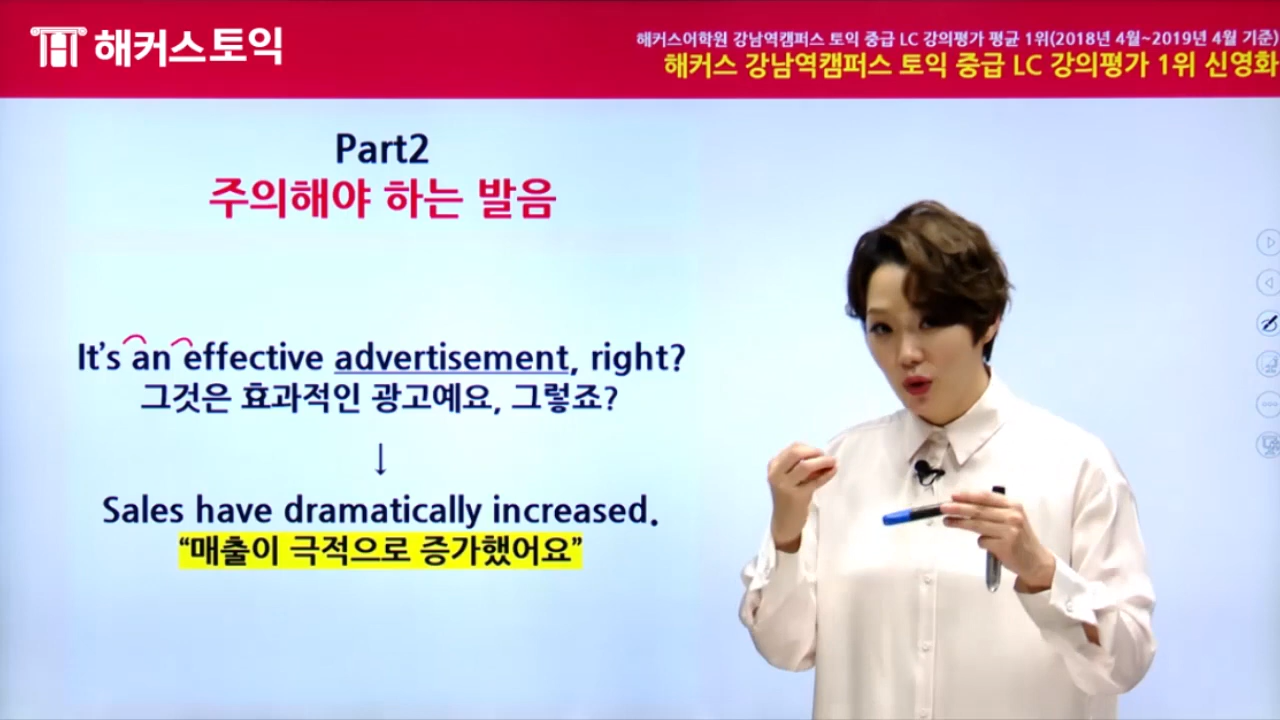 해커스토익
해커스어학원 강남역캠퍼스 토익 중급 LC 강의평가 평균 1위(2018년 4월~2019년 4월 기준)
해커스 강남역캠퍼스 토익 중급 LC 강의평가 1위 신영화
Part2
주의해야 하는 발음
It's an effective advertisement, right?
그것은 효과적인 광고예요, 그렇죠?
↓
Sales have dramatically increased.
“매출이 극적으로 증가했어요”